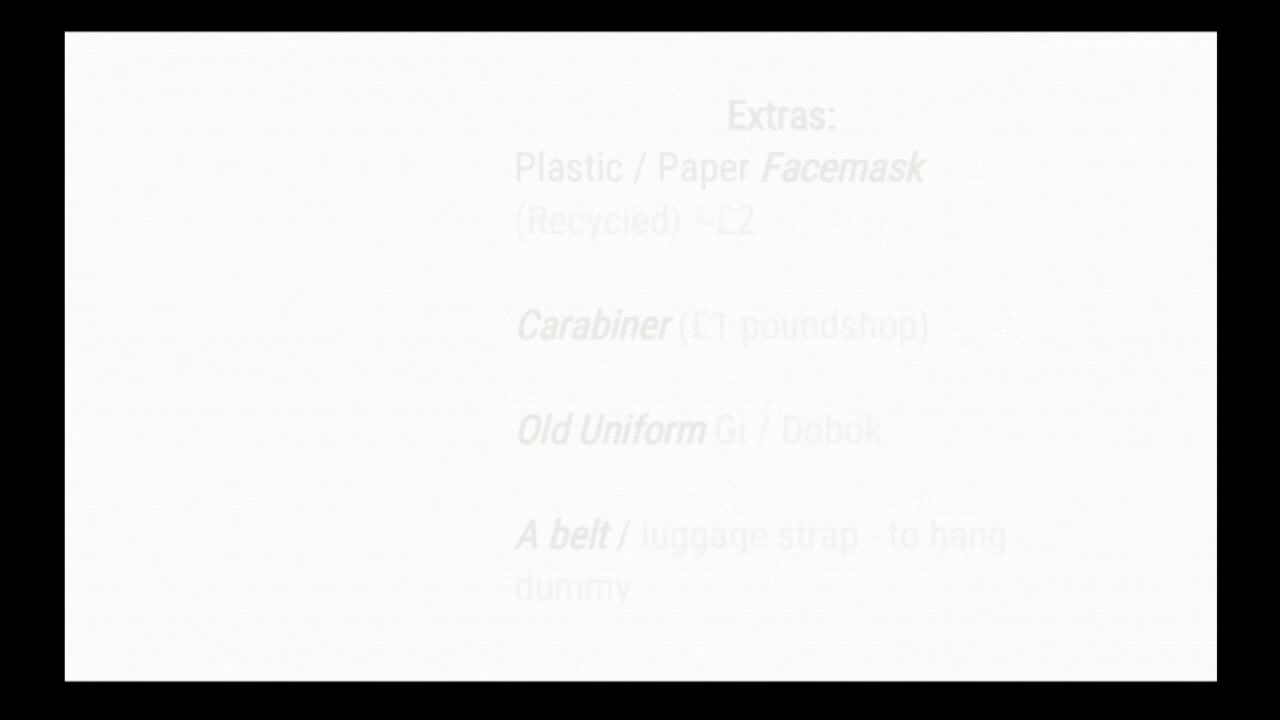 Extras:
Plastic / Paper Facemask
(Recycled) ~£2
Carabiner (£1 poundshop)
Old Uniform Gi / Dobok
A belt / luggage strap - to hang
dummy